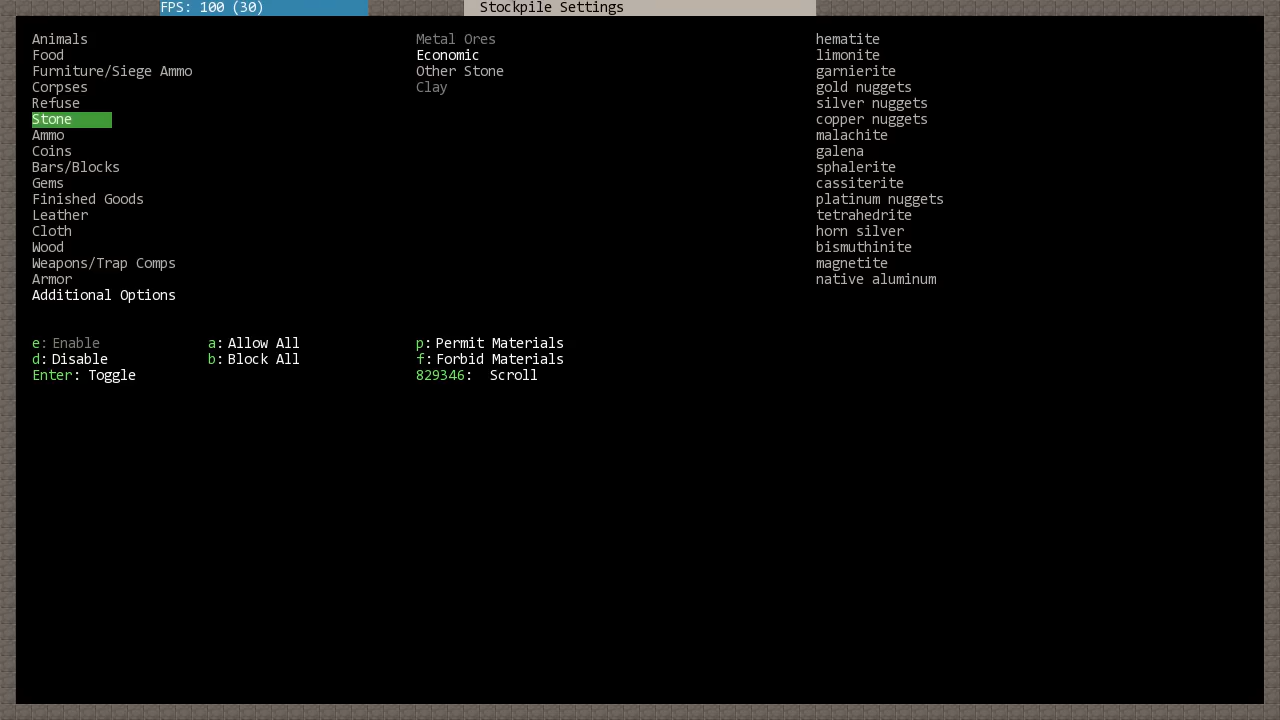 FPS: 100 (30) Stockpile Settings
Animals Metal Ores hematite
Food Economic limonite
Furniture/Siege Ammo Other Stone garnierite
Corpses Clay gold nuggets
Refuse silver nuggets
Stone copper nuggets
Ammo malachite
Coins galena
Bars/Blocks sphalerite
Gems cassiterite
Finished Goods platinum nuggets
Leather tetrahedrite
Cloth horn silver
Wood bismuthinite
Weapons/Trap Comps magnetite
Armor native aluminum
Additional Options
e: Enable a: Allow All p: Permit Materials
d: Disable b: Block All f: Forbid Materials
Enter: Toggle 829346: Scroll